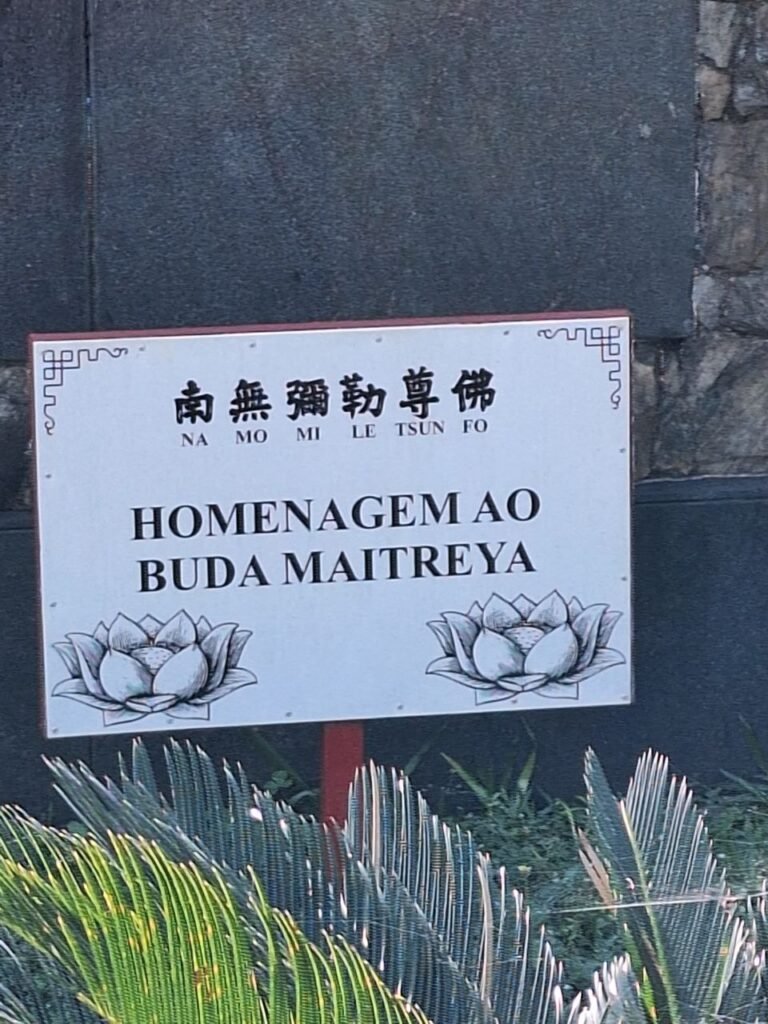 南無彌勒尊佛
NA MO MI LE TSUN FO
HOMENAGEM AO
BUDA MAITREYA